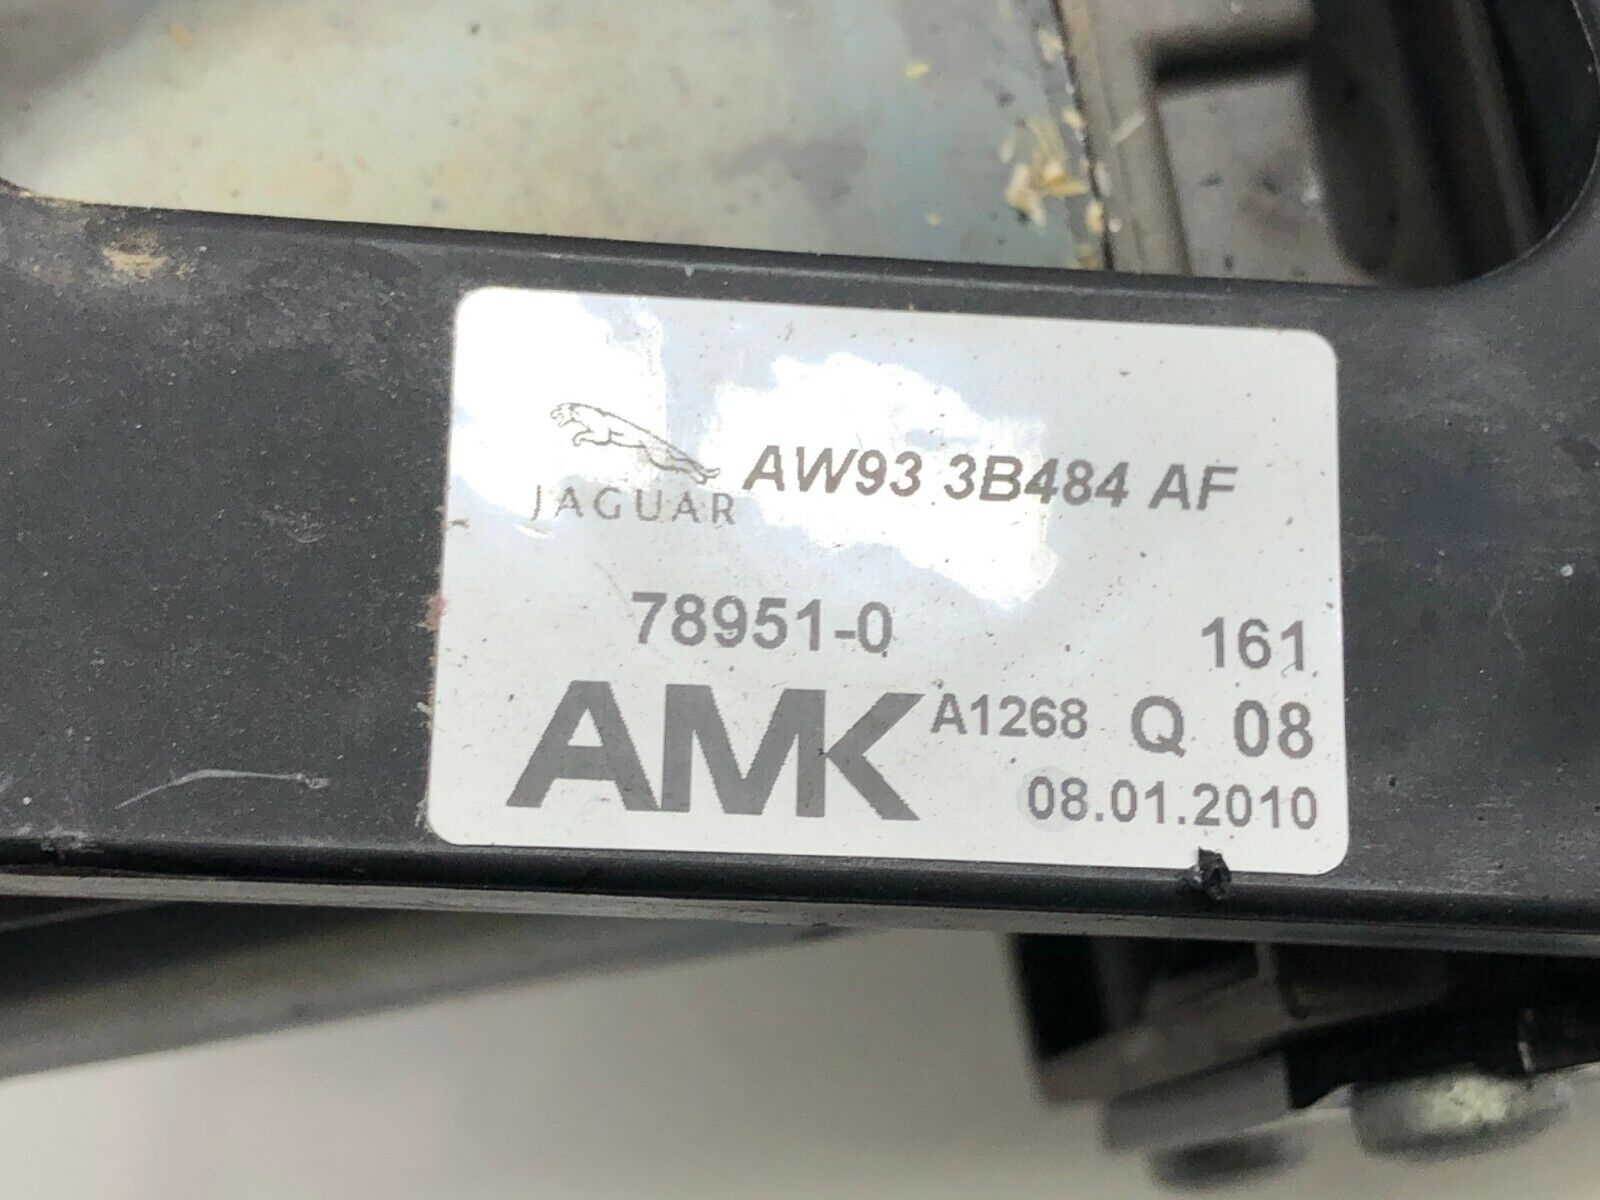 JAGUAR AW93 3B484 AF
78951-0 161
AMK A1268 Q 08
08.01.2010